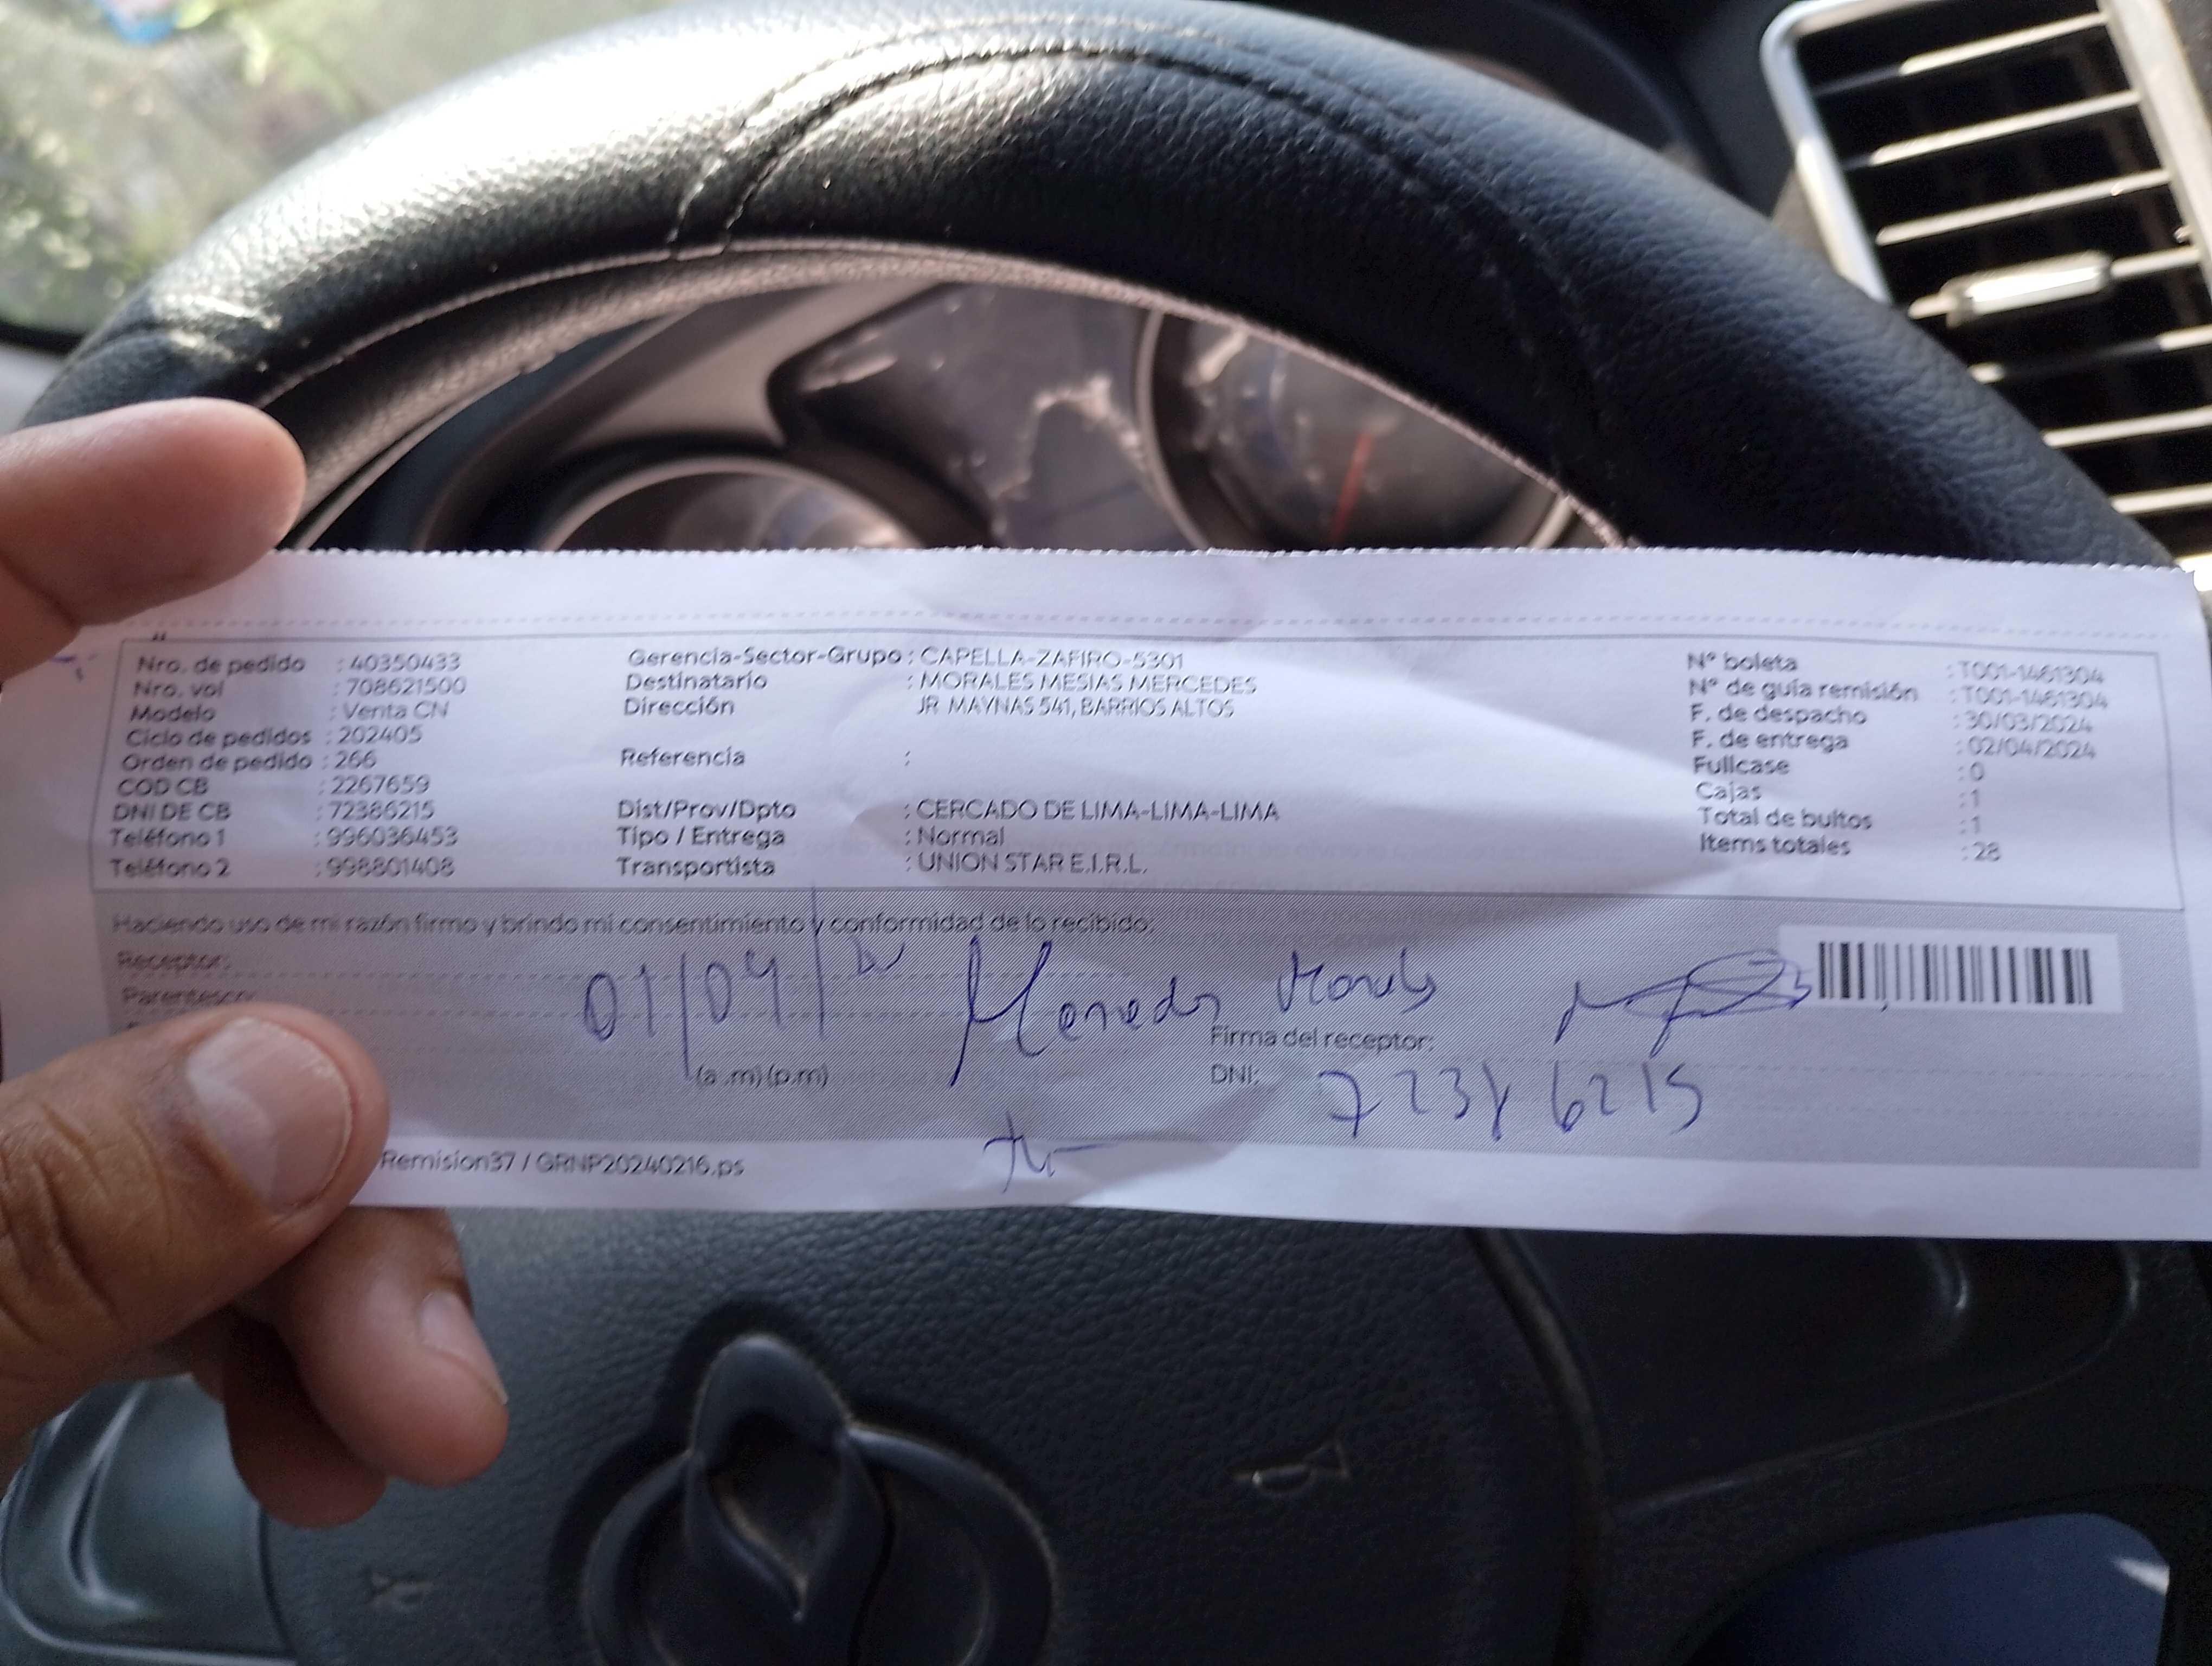 Nro. de pedido : 40350433
Nro. vol : 708621500
Modelo : Venta CN
Ciclo de pedidos : 202405
Orden de pedido : 266
COD CB : 2267659
DNI DE CB : 72386215
Teléfono 1 : 996036453
Teléfono 2 : 998801408
Gerencia-Sector-Grupo : CAPELLA-ZAFIRO-5301
Destinatario : MORALES MESIAS MERCEDES
Dirección JR MAYNAS 541, BARRIOS ALTOS
Referencia :
Dist/Prov/Dpto : CERCADO DE LIMA-LIMA-LIMA
Tipo / Entrega : Normal
Transportista : UNION STAR E.I.R.L.
N° boleta : T001-1461304
N° de guia remisión : T001-1461304
F. de despacho : 30/03/2024
F. de entrega : 02/04/2024
Fullcase : 0
Cajas : 1
Total de bultos : 1
Items totales : 28
Haciendo uso de mi razón firmo y brindo mi consentimiento y conformidad de lo recibido:
Receptor:
Parentesco:
01/04/
(a .m) (p.m)
Firma del receptor:
DNI: 72386215
Remision37 / GRNP20240216.ps